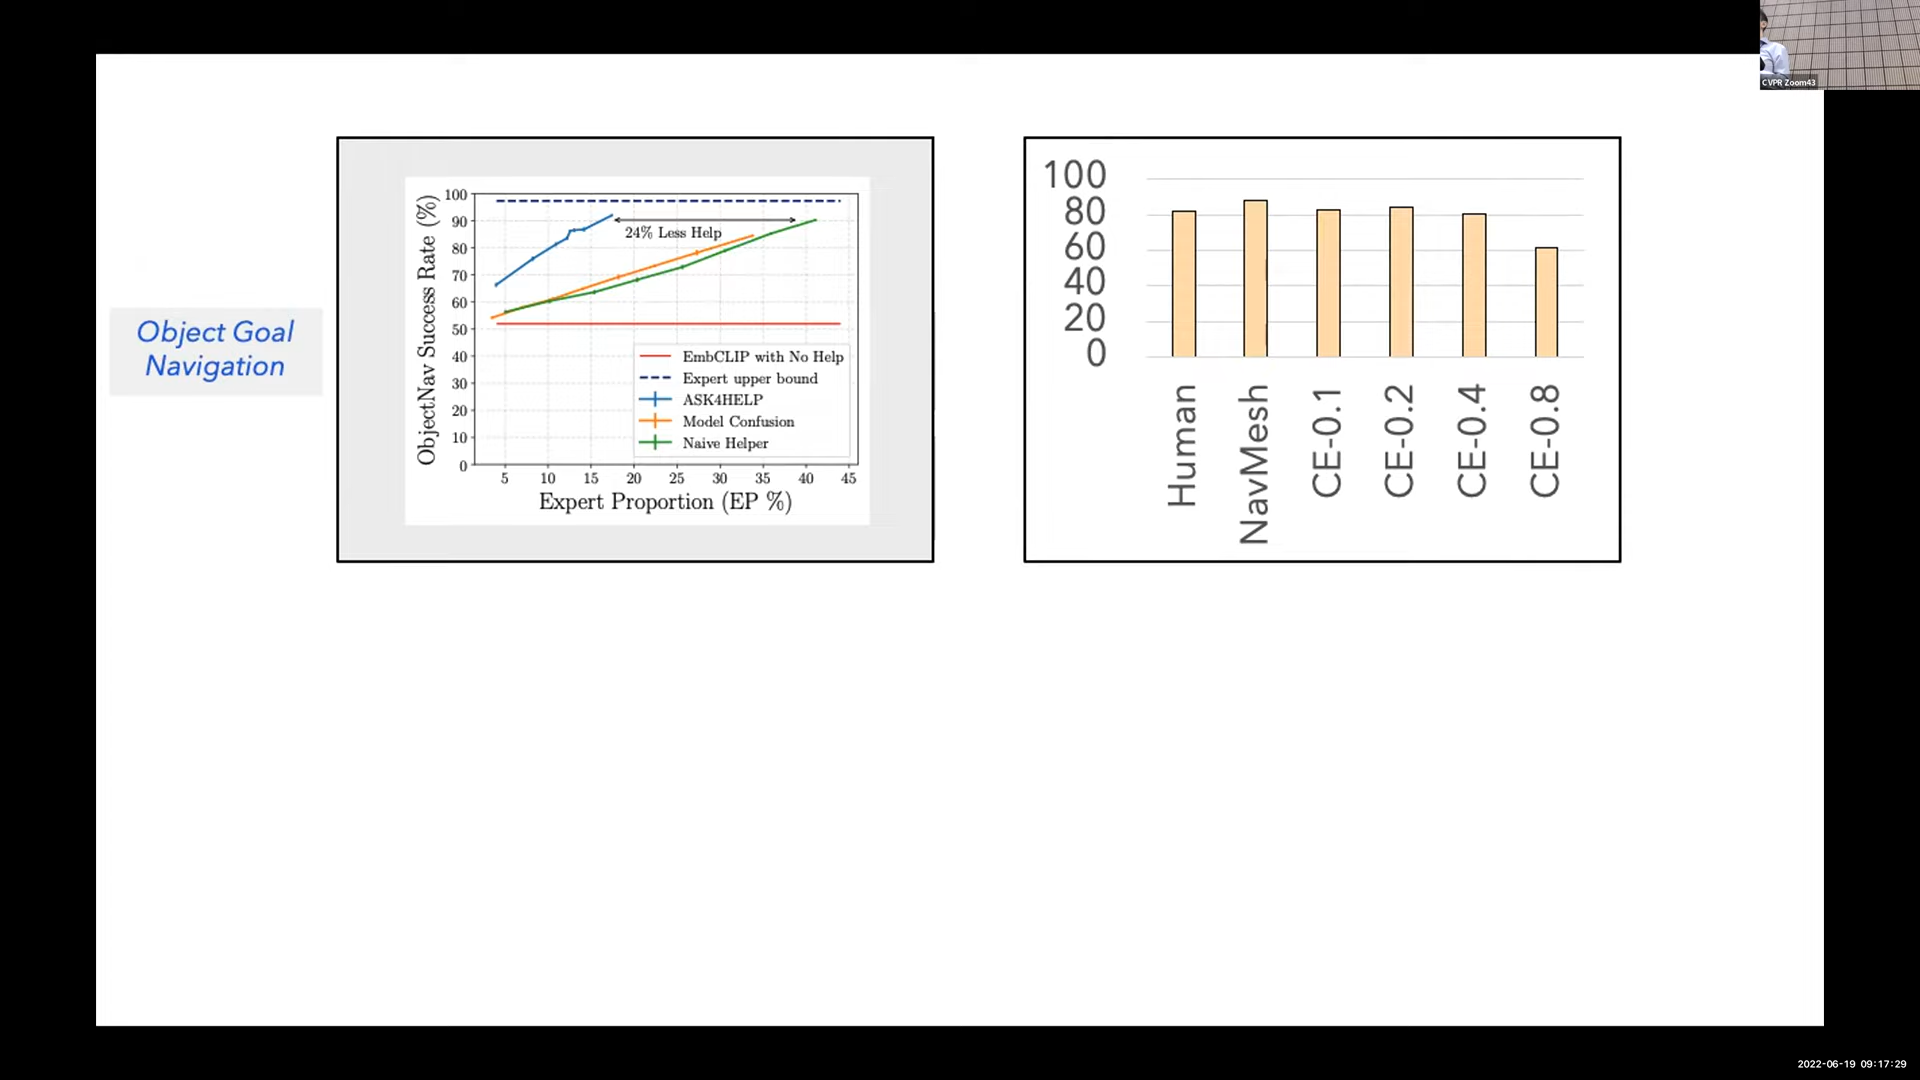 CVPR Zoom43
Object Goal
Navigation
ObjectNav Success Rate (%)
100
90
80
70
60
50
40
30
20
10
0
24% Less Help
EmbCLIP with No Help
Expert upper bound
ASK4HELP
Model Confusion
Naive Helper
5 10 15 20 25 30 35 40 45
Expert Proportion (EP %)
100
80
60
40
20
0
Human
NavMesh
CE-0.1
CE-0.2
CE-0.4
CE-0.8
2022-06-19 09:17:29